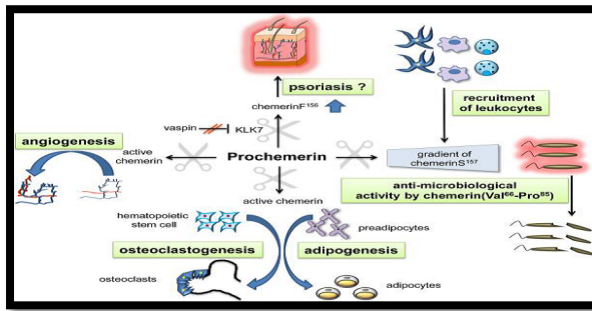 psoriasis ?
chemerinF¹⁵⁶
recruitment
of leukocytes
vaspin
KLK7
angiogenesis
active
chemerin
Prochemerin
gradient of
chemerinS¹⁵⁷
anti-microbiological
activity by chemerin(Val⁶⁶-Pro⁸⁵)
active chemerin
hematopoietic
stem cell
preadipocytes
osteoclastogenesis
adipogenesis
osteoclasts
adipocytes